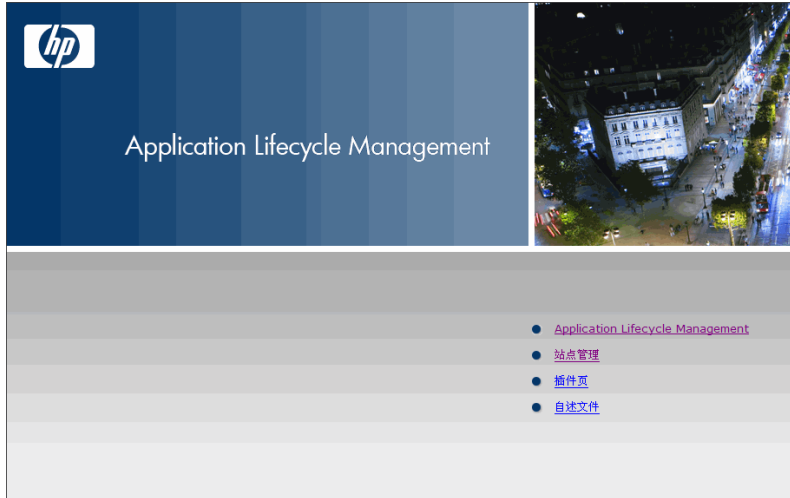 hp
Application Lifecycle Management
Application Lifecycle Management
站点管理
插件页
自述文件